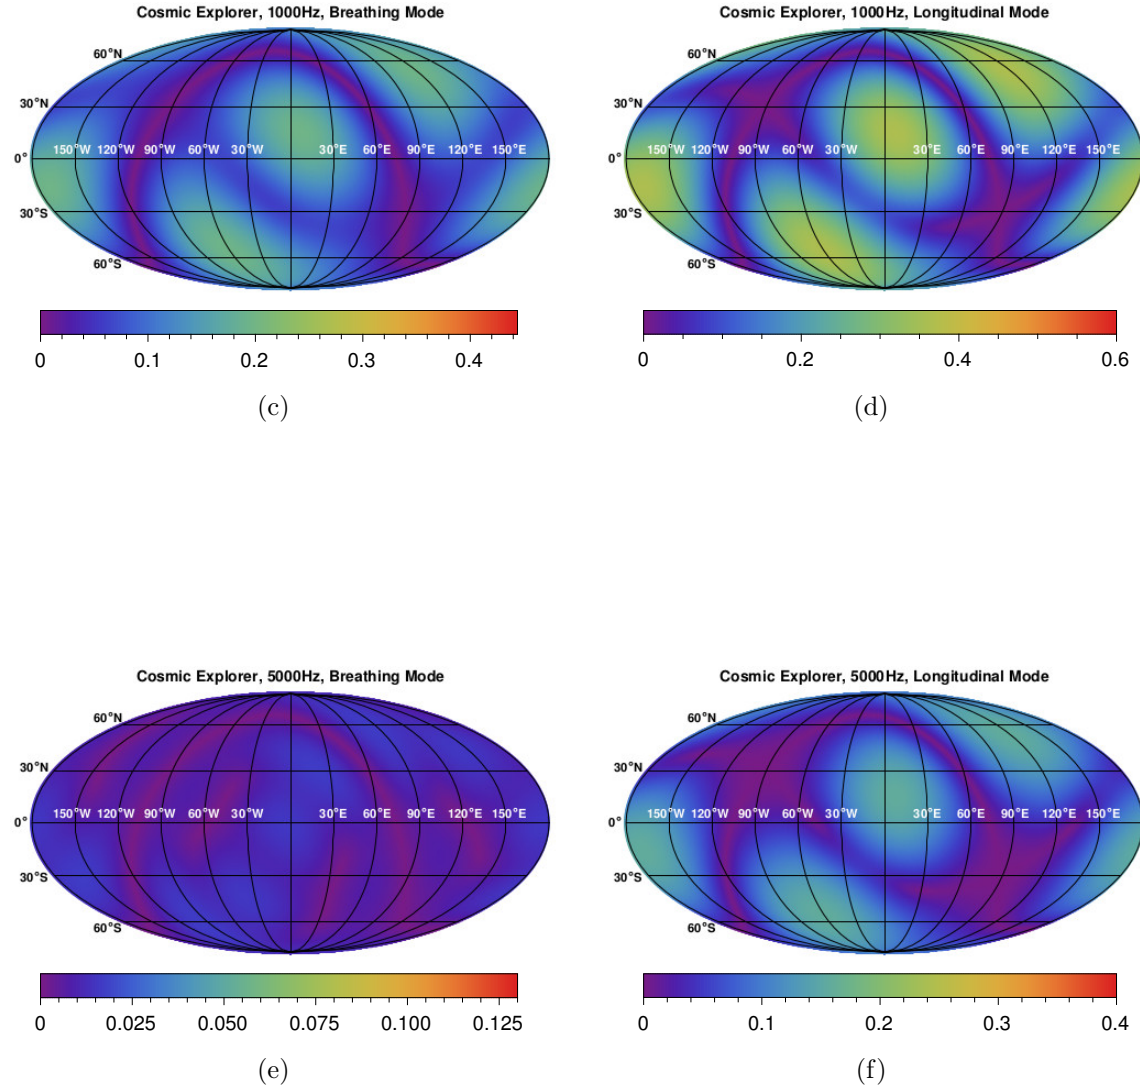 Cosmic Explorer, 1000Hz, Breathing Mode
60°N
30°N
150°W 120°W 90°W 60°W 30°W 30°E 60°E 90°E 120°E 150°E
0°
30°S
60°S
0 0.1 0.2 0.3 0.4
(c)
Cosmic Explorer, 1000Hz, Longitudinal Mode
60°N
30°N
150°W 120°W 90°W 60°W 30°W 30°E 60°E 90°E 120°E 150°E
0°
30°S
60°S
0 0.2 0.4 0.6
(d)
Cosmic Explorer, 5000Hz, Breathing Mode
60°N
30°N
150°W 120°W 90°W 60°W 30°W 30°E 60°E 90°E 120°E 150°E
0°
30°S
60°S
0 0.025 0.050 0.075 0.100 0.125
(e)
Cosmic Explorer, 5000Hz, Longitudinal Mode
60°N
30°N
150°W 120°W 90°W 60°W 30°W 30°E 60°E 90°E 120°E 150°E
0°
30°S
60°S
0 0.1 0.2 0.3 0.4
(f)